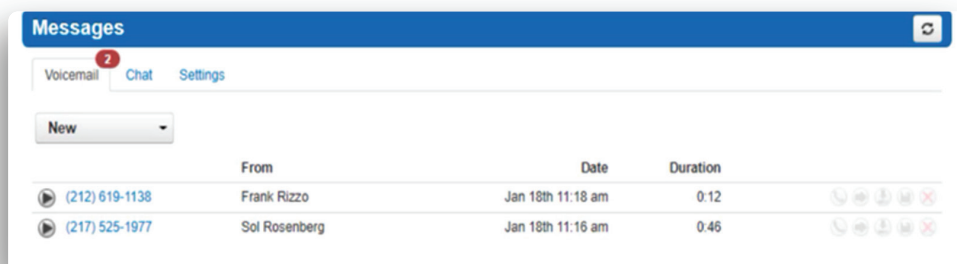 Messages
2
Voicemail Chat Settings
New
From Date Duration
(212) 619-1138 Frank Rizzo Jan 18th 11:18 am 0:12
(217) 525-1977 Sol Rosenberg Jan 18th 11:16 am 0:46